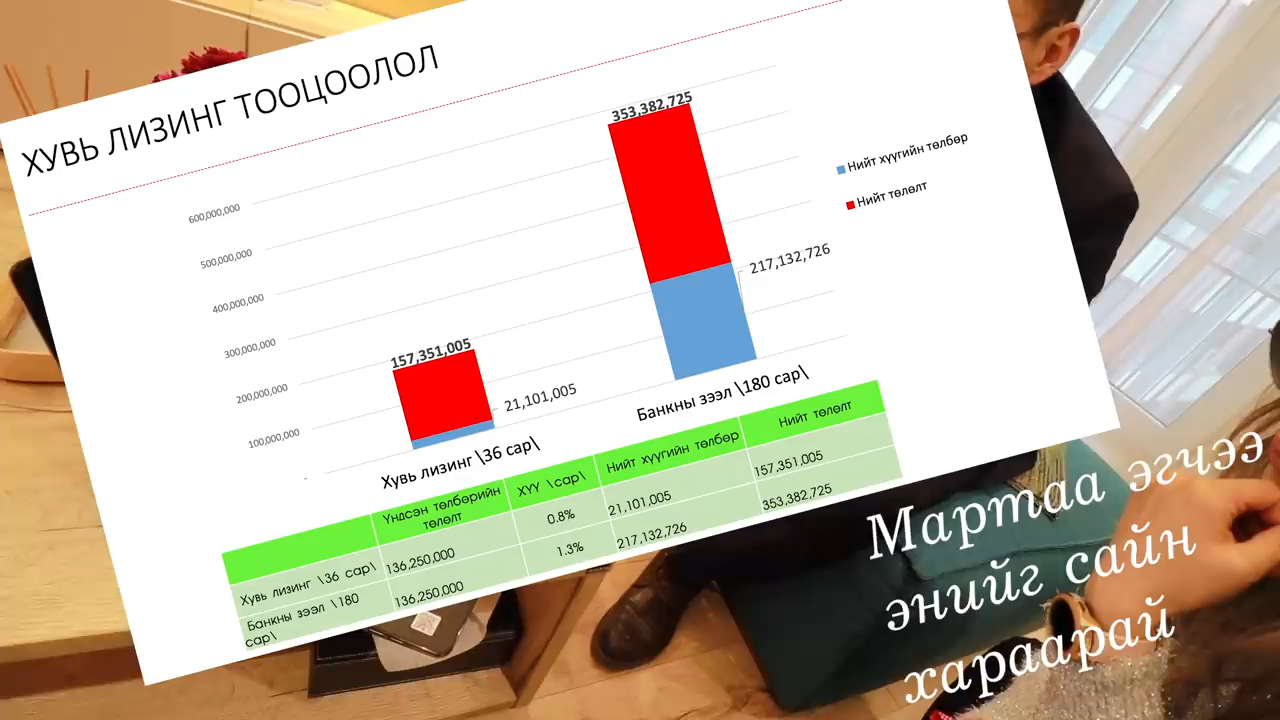 ХУВЬ ЛИЗИНГ ТООЦООЛОЛ
353,382,725
600,000,000
500,000,000
400,000,000
300,000,000
200,000,000
100,000,000
-
217,132,726
157,351,005
21,101,005
Нийт хүүгийн төлбөр
Нийт төлөлт
Хувь лизинг \36 сар\
Банкны зээл \180 сар\
Үндсэн төлбөрийн төлөлт
ХҮҮ \сар\
Нийт хүүгийн төлбөр
Нийт төлөлт
Хувь лизинг \36 сар\
136,250,000
0.8%
21,101,005
157,351,005
Банкны зээл \180
сар\
136,250,000
1.3%
217,132,726
353,382,725
Мартаа эгчээ
энийг сайн
хараарай